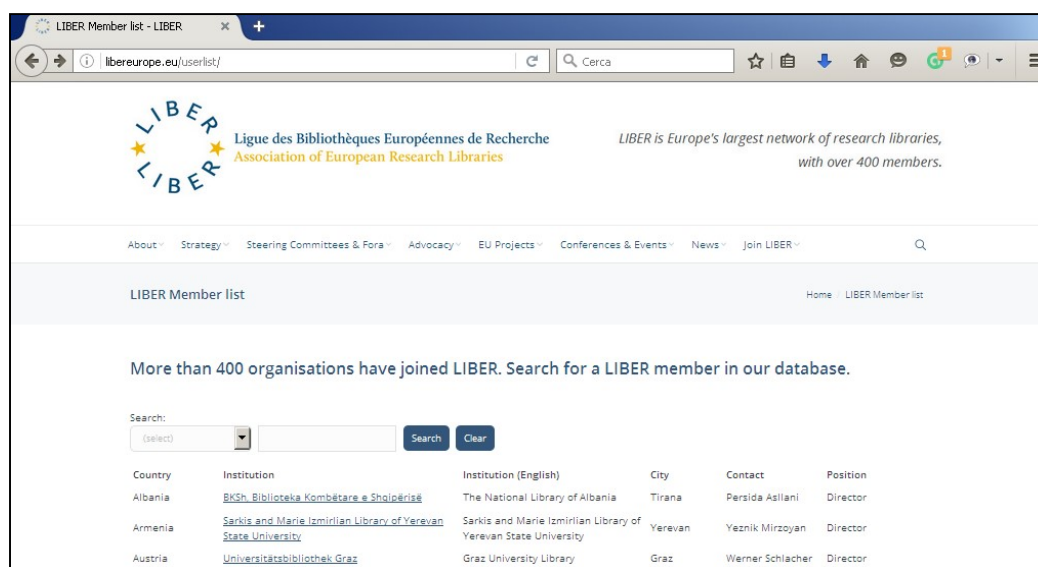 LIBER Member list - LIBER
libereurope.eu/userlist/
Cerca
1
LIBER
LIBER
Ligue des Bibliothèques Européennes de Recherche
Association of European Research Libraries
LIBER is Europe's largest network of research libraries,
with over 400 members.
About Strategy Steering Committees & Fora Advocacy EU Projects Conferences & Events News Join LIBER
LIBER Member list
Home / LIBER Member list
More than 400 organisations have joined LIBER. Search for a LIBER member in our database.
Search:
(select) Search Clear
Country Institution Institution (English) City Contact Position
Albania BKSh, Biblioteka Kombëtare e Shqipërisë The National Library of Albania Tirana Persida Asllani Director
Armenia Sarkis and Marie Izmirlian Library of Yerevan State University Sarkis and Marie Izmirlian Library of Yerevan State University Yerevan Yeznik Mirzoyan Director
Austria Universitätsbibliothek Graz Graz University Library Graz Werner Schlacher Director